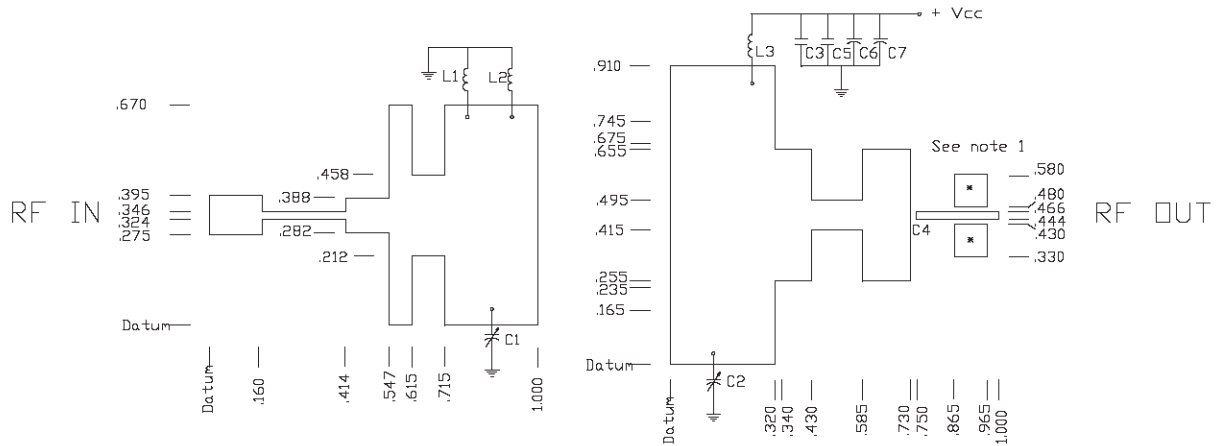 + Vcc
L1
L2
L3
C3
C5
C6
C7
.670
.458
.395
.388
.346
.324
.282
.275
.212
RF IN
Datum
C1
Datum
.160
.414
.547
.615
.715
1.000
.910
.745
.675
.655
.495
.415
.255
.235
.165
Datum
C2
See note 1
*
*
C4
.580
.480
.466
.444
.430
.330
RF OUT
Datum
.320
.340
.430
.585
.730
.750
.865
.965
1.000